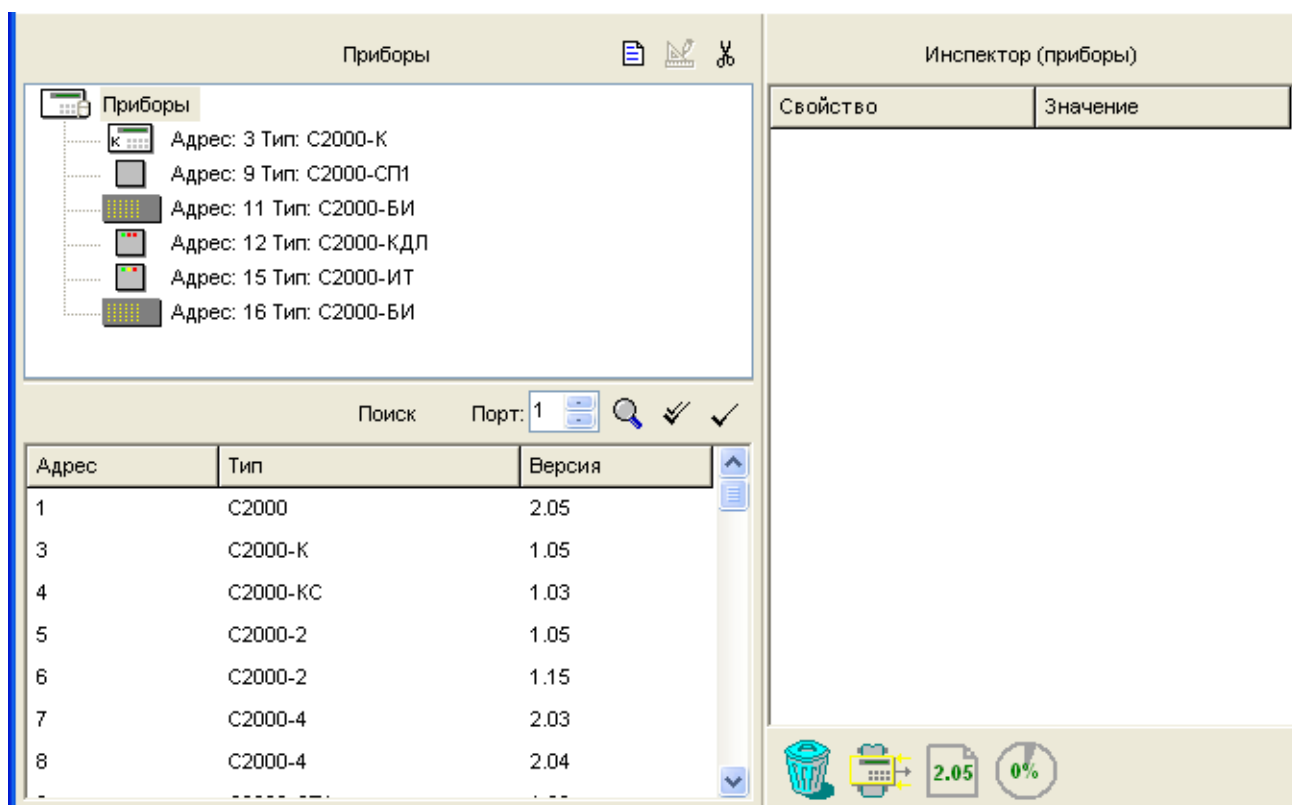 Приборы
Инспектор (приборы)
Приборы
Адрес: 3 Тип: С2000-К
Адрес: 9 Тип: С2000-СП1
Адрес: 11 Тип: С2000-БИ
Адрес: 12 Тип: С2000-КДЛ
Адрес: 15 Тип: С2000-ИТ
Адрес: 16 Тип: С2000-БИ
Свойство Значение
Поиск Порт: 1
Адрес Тип Версия
1 С2000 2.05
3 С2000-К 1.05
4 С2000-КС 1.03
5 С2000-2 1.05
6 С2000-2 1.15
7 С2000-4 2.03
8 С2000-4 2.04
2.05 0%